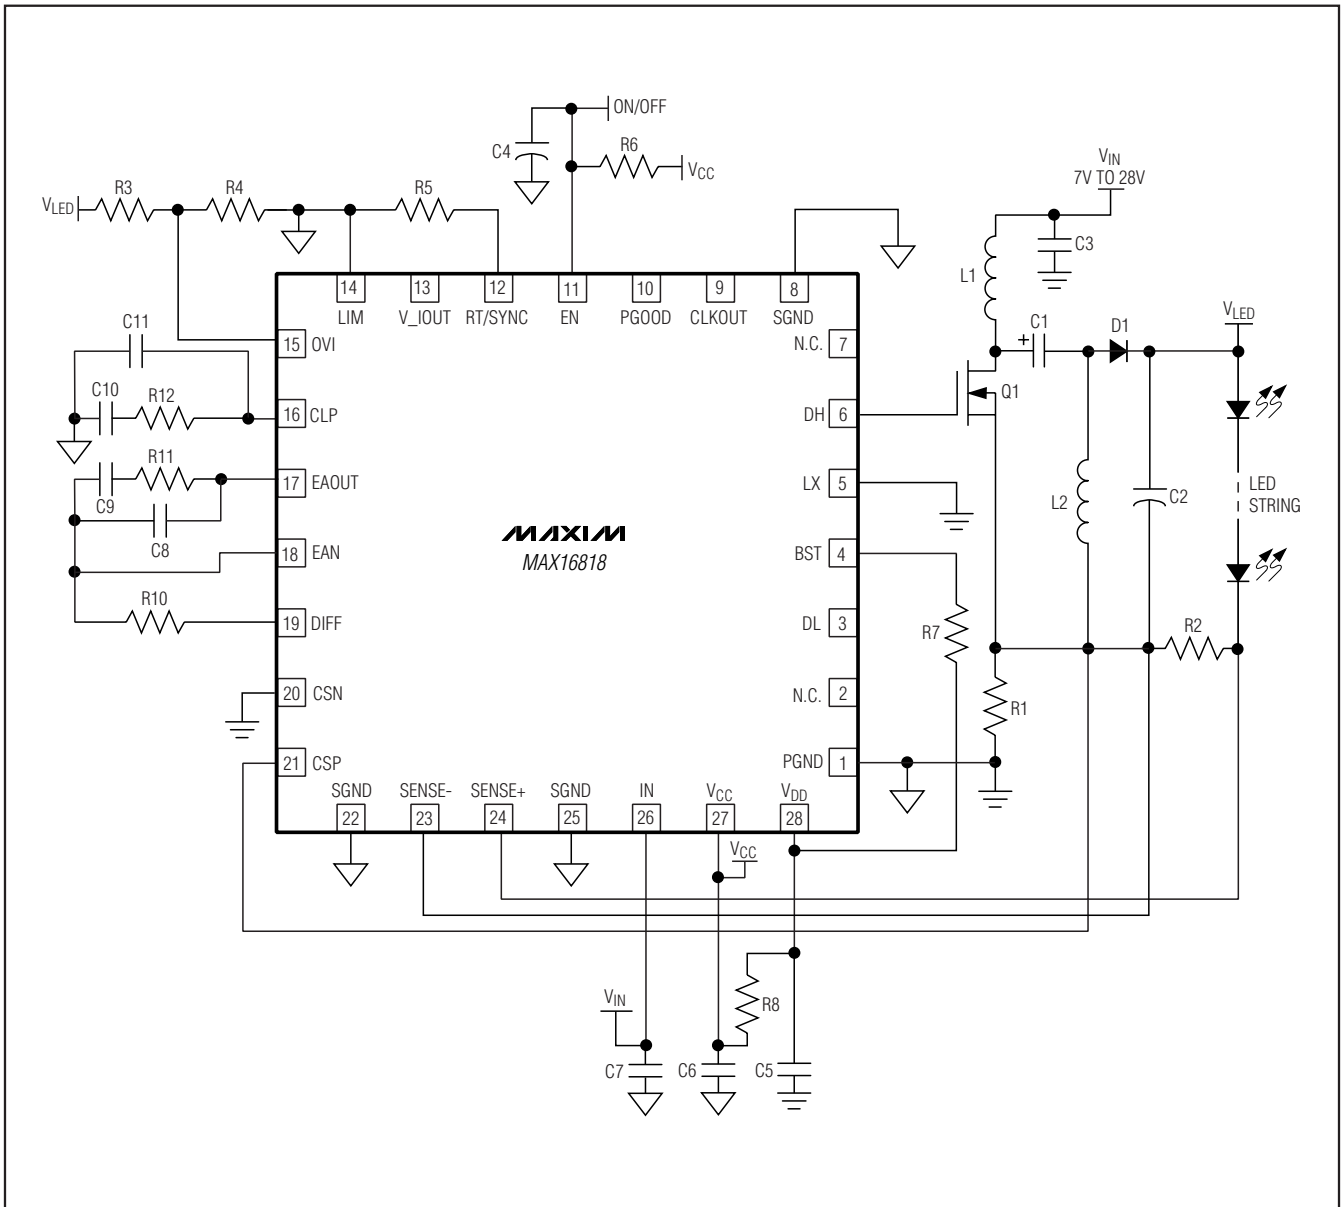 ON/OFF
C4
R6
VCC
VIN
7V TO 28V
R3
R4
R5
VLED
C3
L1
14
13
12
11
10
9
8
LIM
V_IOUT
RT/SYNC
EN
PGOOD
CLKOUT
SGND
C11
15
OVI
N.C.
7
C1
+
D1
VLED
C10
R12
16
CLP
DH
6
Q1
R11
C9
17
EAOUT
LX
5
L2
C2
LED
STRING
C8
18
EAN
MAXIM
MAX16818
BST
4
R10
19
DIFF
DL
3
R7
R2
20
CSN
N.C.
2
R1
21
CSP
PGND
1
SGND
SENSE-
SENSE+
SGND
IN
VCC
VDD
22
23
24
25
26
27
28
VCC
VIN
R8
C7
C6
C5